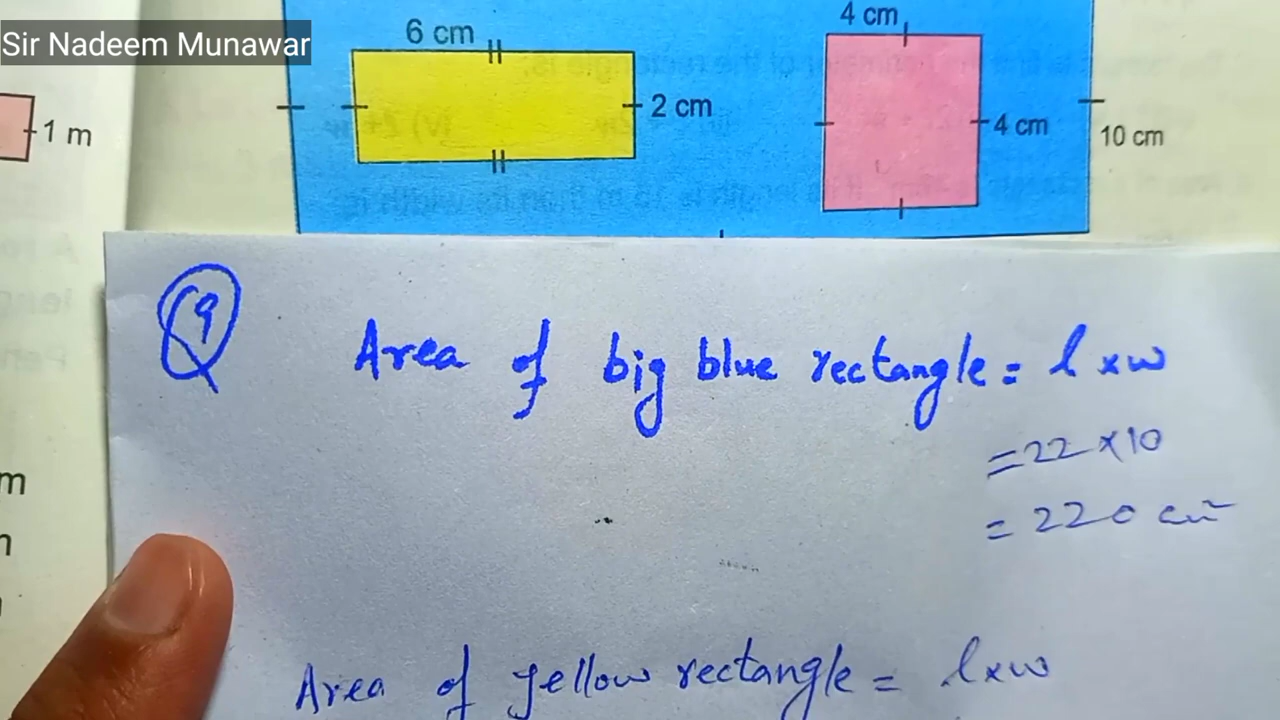 Sir Nadeem Munawar
4 cm
6 cm
2 cm
4 cm
10 cm
1 m
Q9
Area of big blue rectangle = l × w
= 22 × 10
= 220 cm²
m
Area of yellow rectangle = l × w